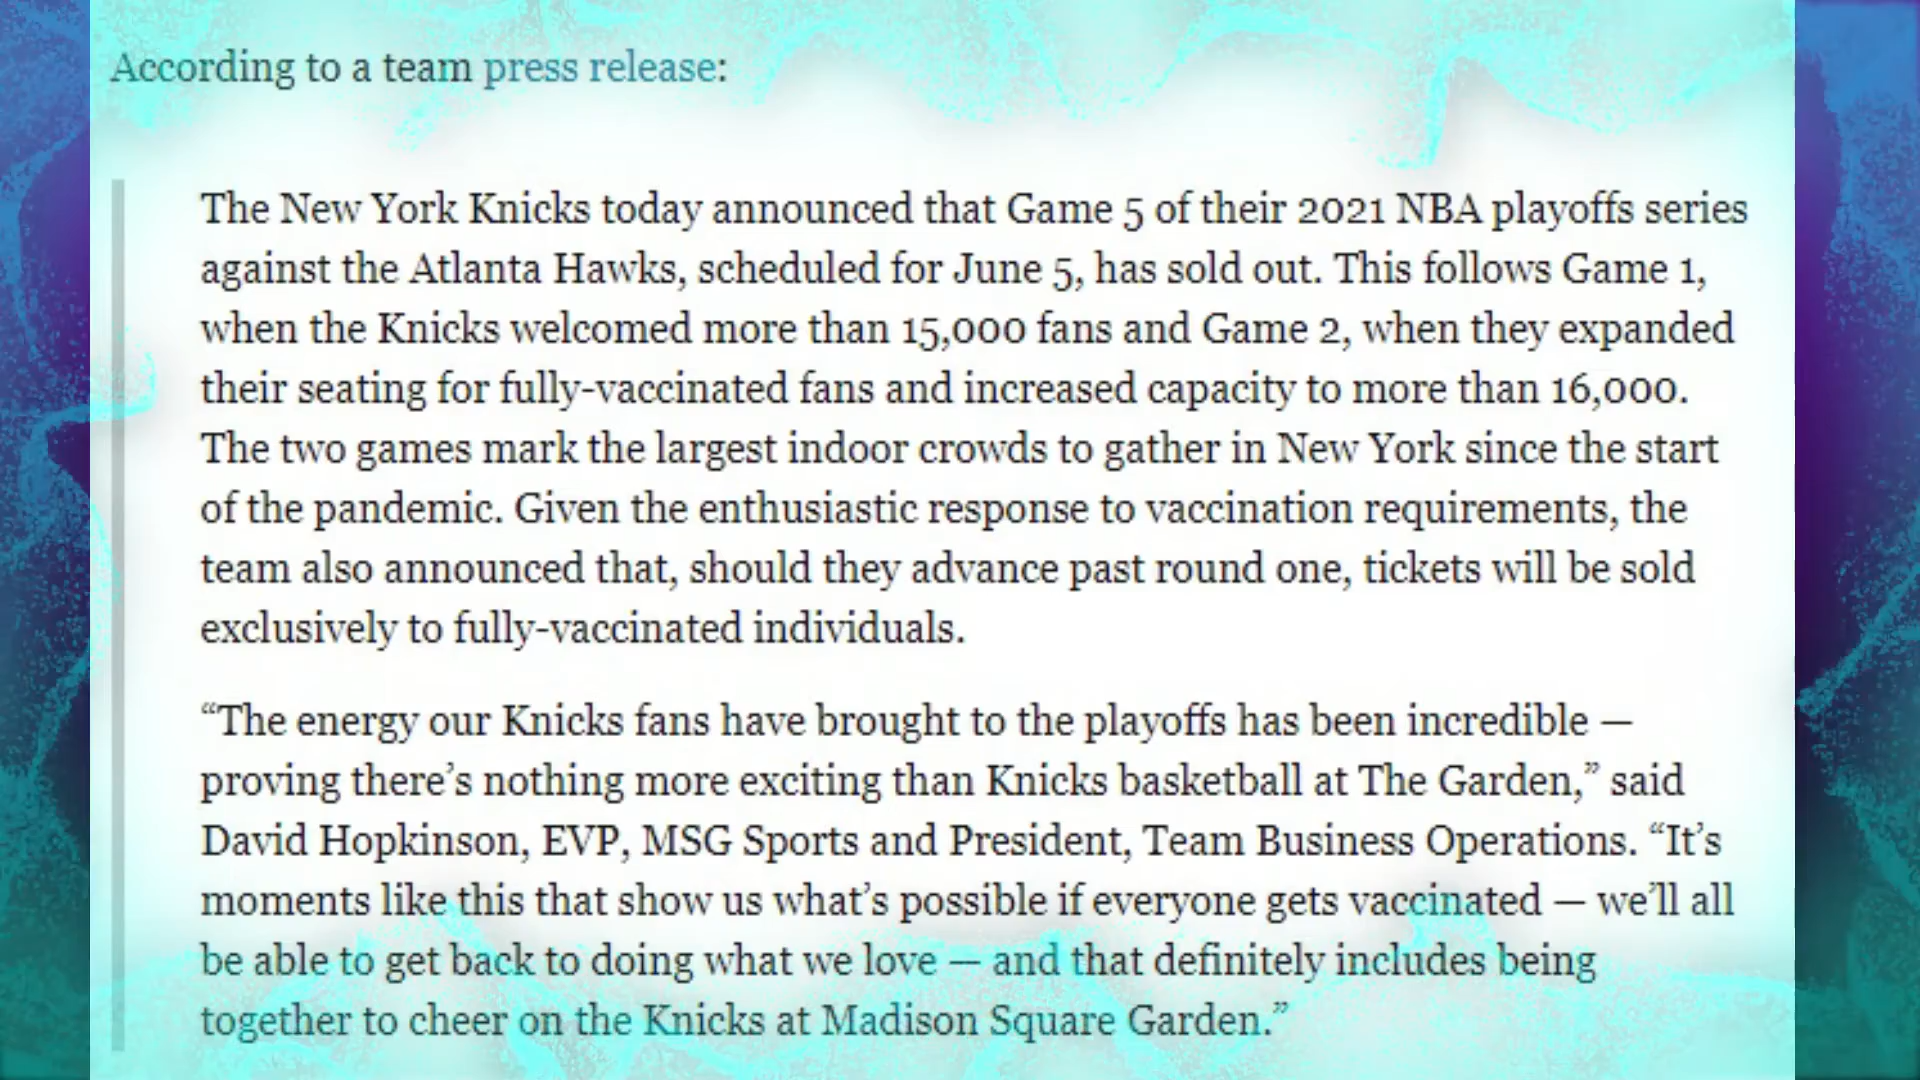 According to a team press release:
The New York Knicks today announced that Game 5 of their 2021 NBA playoffs series
against the Atlanta Hawks, scheduled for June 5, has sold out. This follows Game 1,
when the Knicks welcomed more than 15,000 fans and Game 2, when they expanded
their seating for fully-vaccinated fans and increased capacity to more than 16,000.
The two games mark the largest indoor crowds to gather in New York since the start
of the pandemic. Given the enthusiastic response to vaccination requirements, the
team also announced that, should they advance past round one, tickets will be sold
exclusively to fully-vaccinated individuals.
“The energy our Knicks fans have brought to the playoffs has been incredible —
proving there’s nothing more exciting than Knicks basketball at The Garden,” said
David Hopkinson, EVP, MSG Sports and President, Team Business Operations. “It’s
moments like this that show us what’s possible if everyone gets vaccinated — we’ll all
be able to get back to doing what we love — and that definitely includes being
together to cheer on the Knicks at Madison Square Garden.”